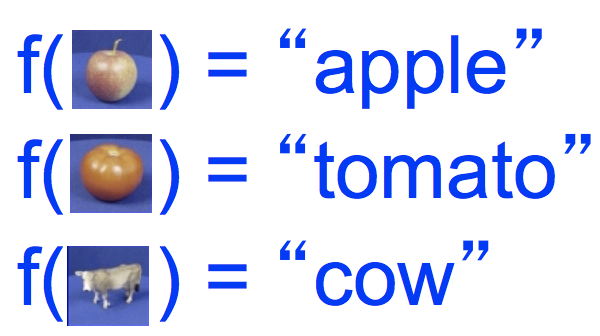 f( ) = “apple”
f( ) = “tomato”
f( ) = “cow”